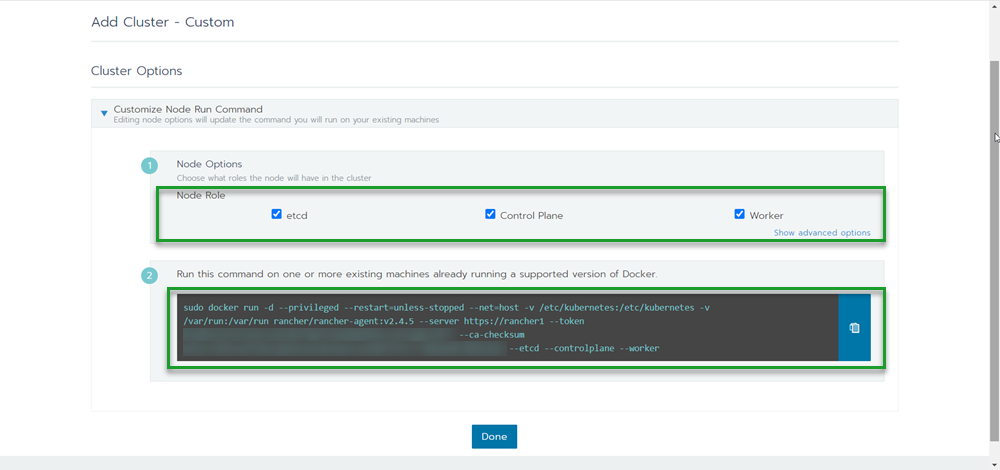 Add Cluster - Custom
Cluster Options
Customize Node Run Command
Editing node options will update the command you will run on your existing machines
1
Node Options
Choose what roles the node will have in the cluster
Node Role
etcd
Control Plane
Worker
Show advanced options
2
Run this command on one or more existing machines already running a supported version of Docker.
sudo docker run -d --privileged --restart=unless-stopped --net=host -v /etc/kubernetes:/etc/kubernetes -v
/var/run:/var/run rancher/rancher-agent:v2.4.5 --server https://rancher1 --token
--ca-checksum
--etcd --controlplane --worker
Done